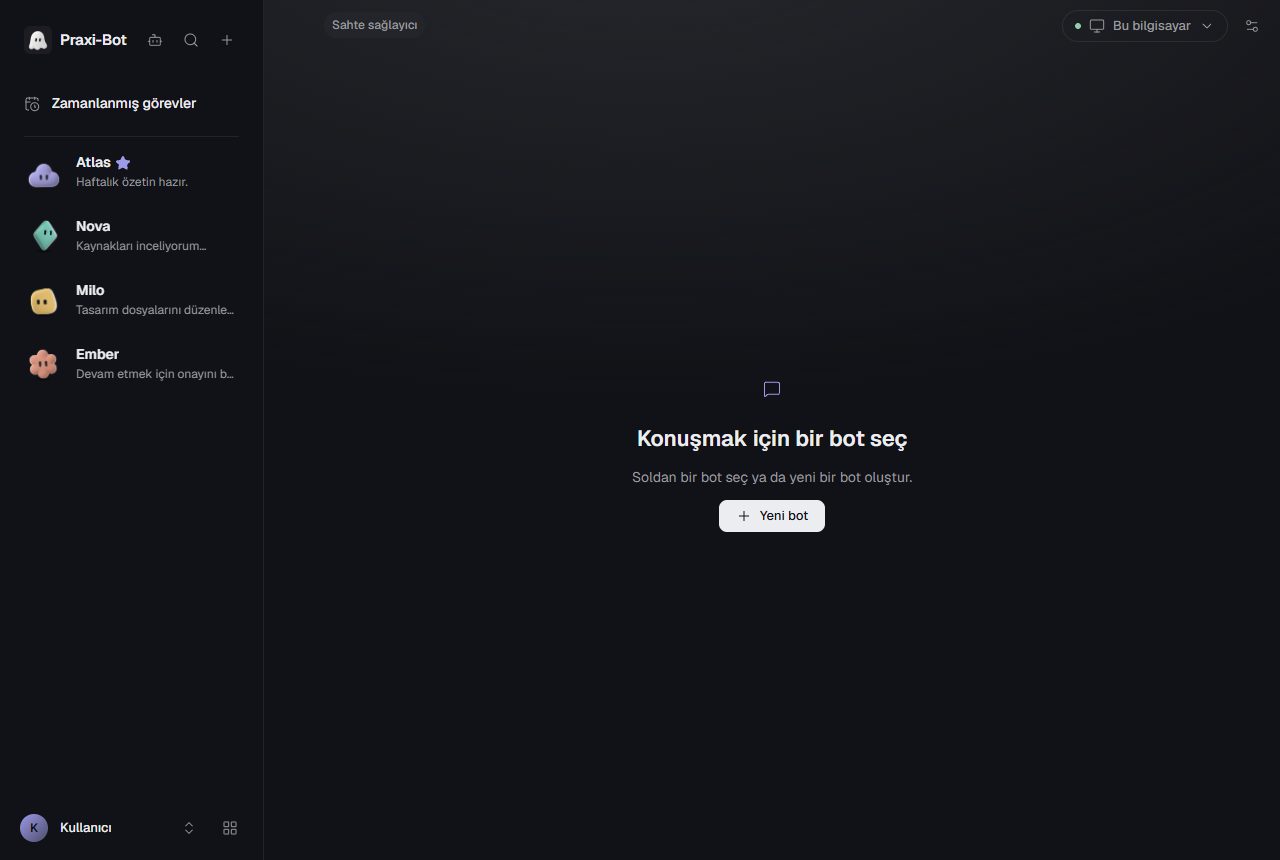 Praxi-Bot
Zamanlanmış görevler
Atlas
Haftalık özetin hazır.
Nova
Kaynakları inceliyorum...
Milo
Tasarım dosyalarını düzenle...
Ember
Devam etmek için onayını b...
K
Kullanıcı
Sahte sağlayıcı
Bu bilgisayar
Konuşmak için bir bot seç
Soldan bir bot seç ya da yeni bir bot oluştur.
Yeni bot